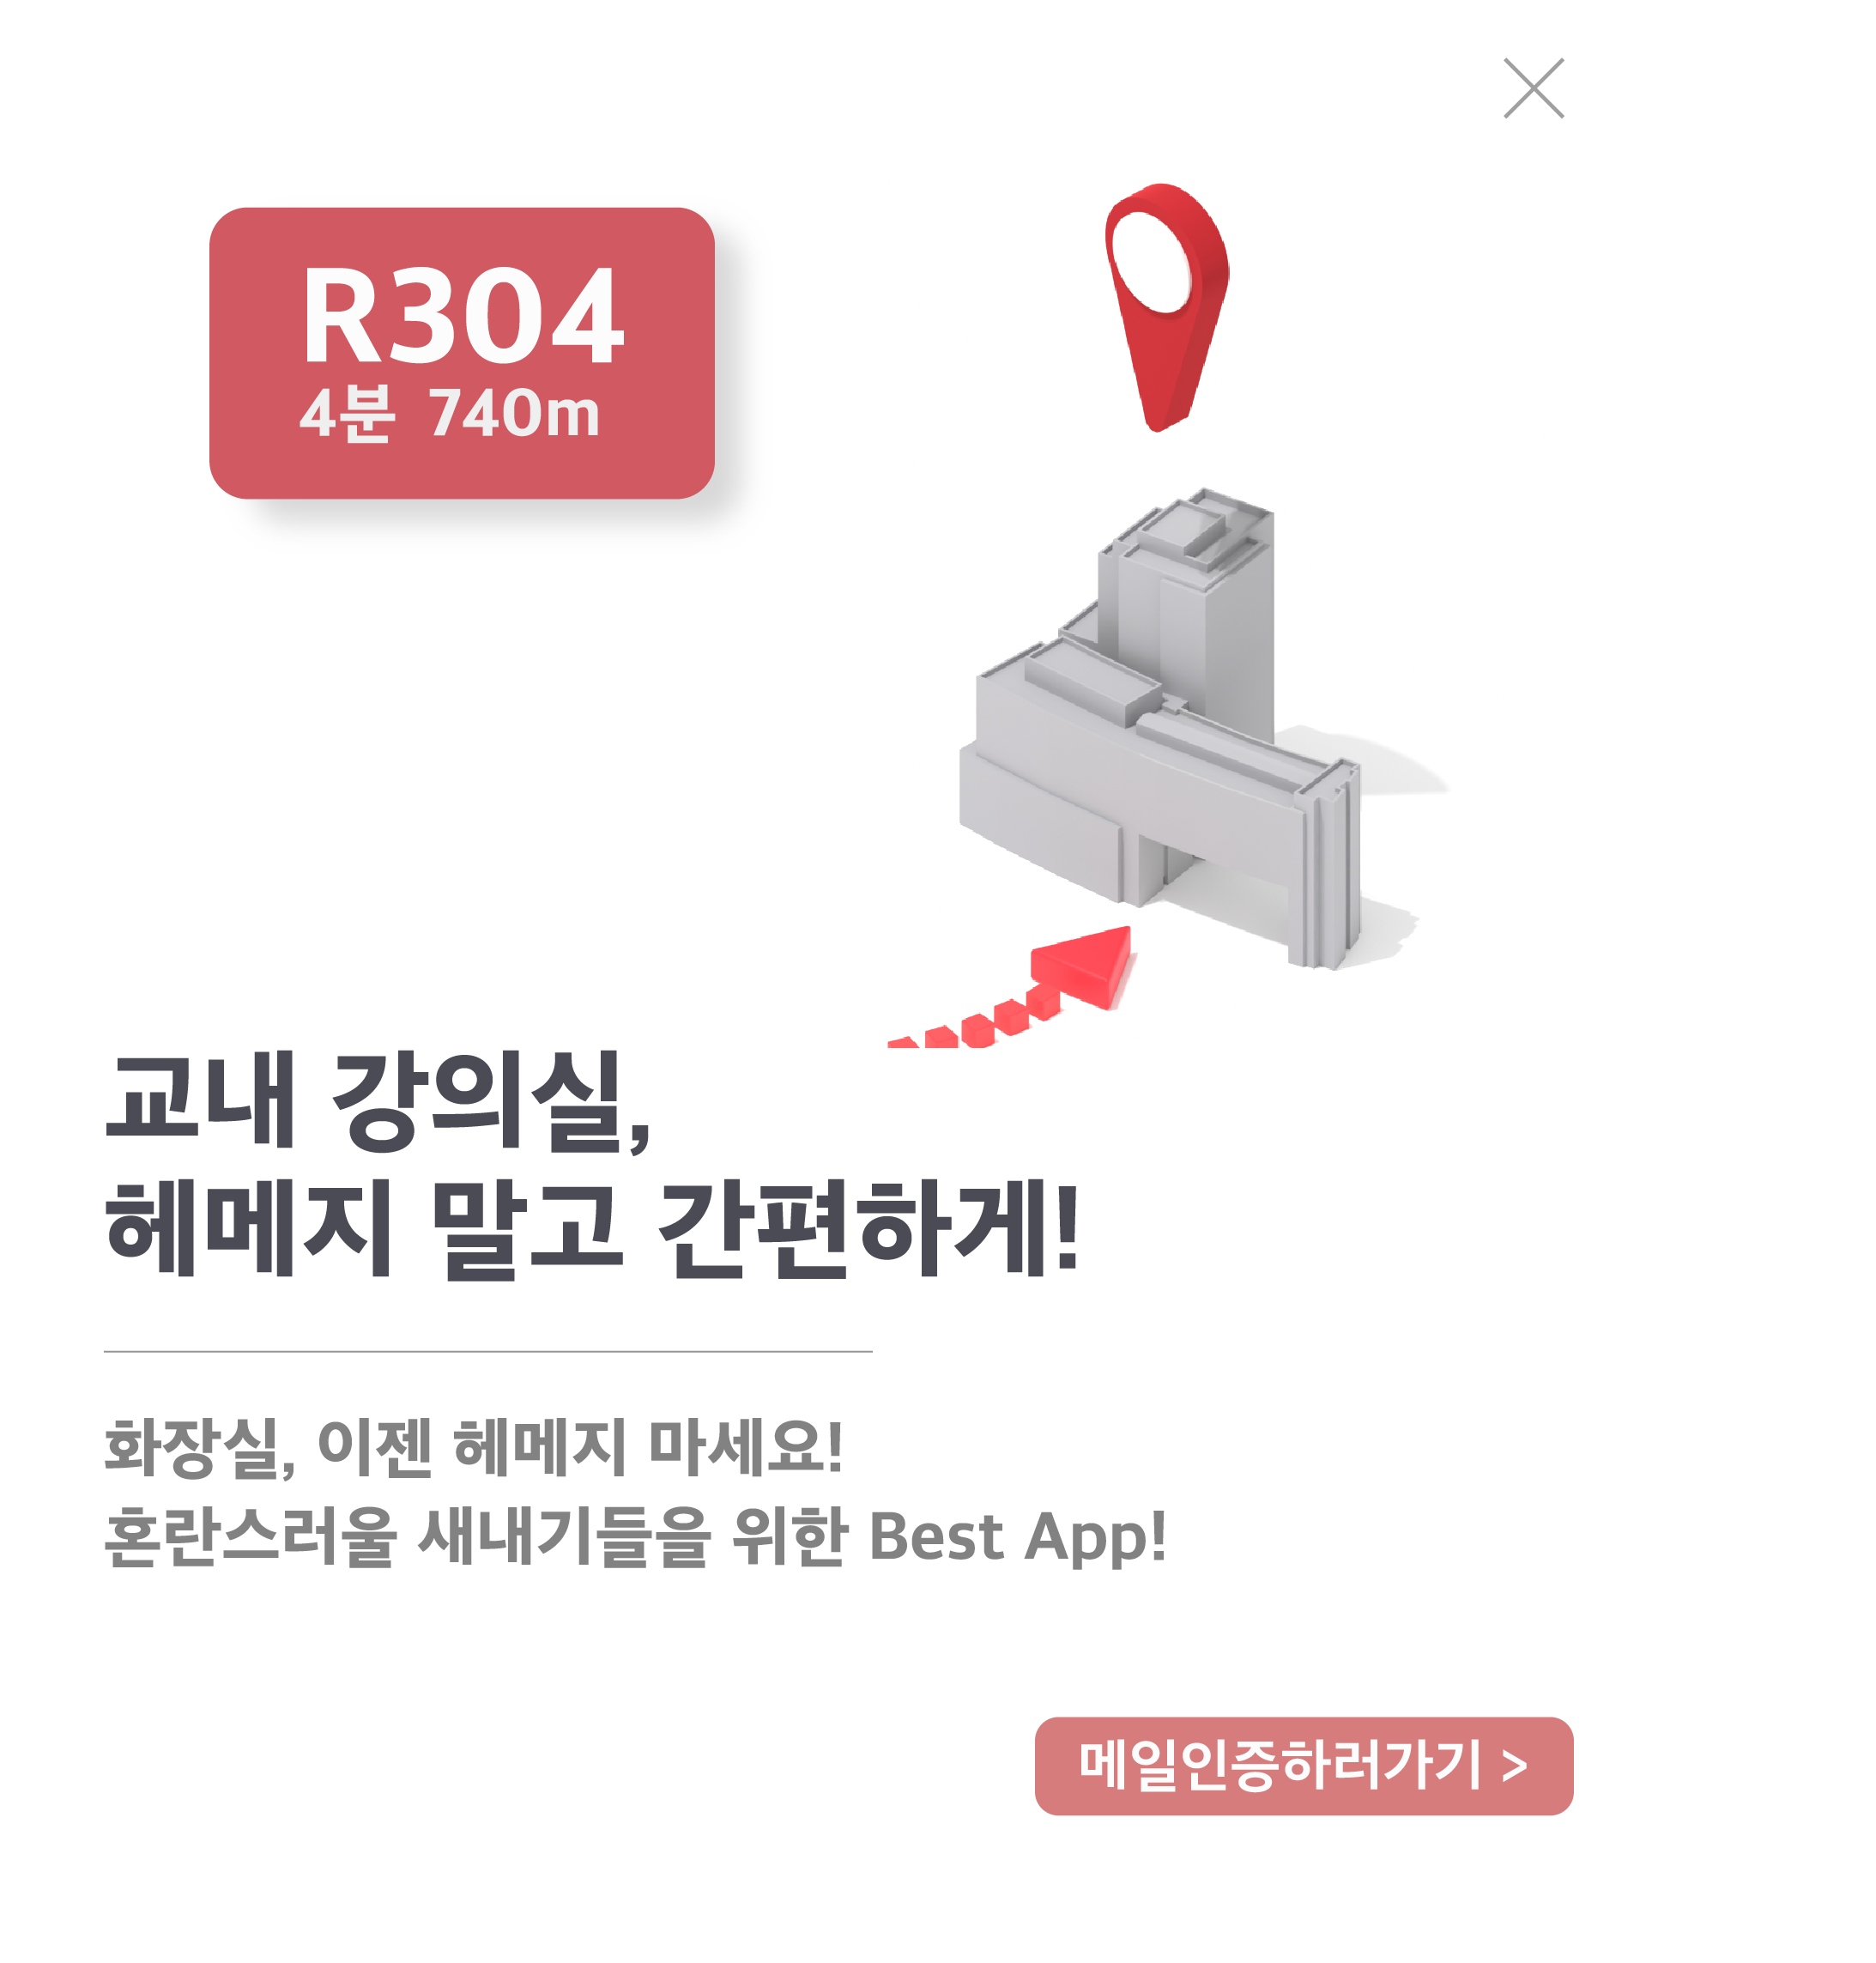 R304
4분 740m
교내 강의실,
헤메지 말고 간편하게!
화장실, 이젠 헤메지 마세요!
혼란스러울 새내기들을 위한 Best App!
메일인증하러가기 >